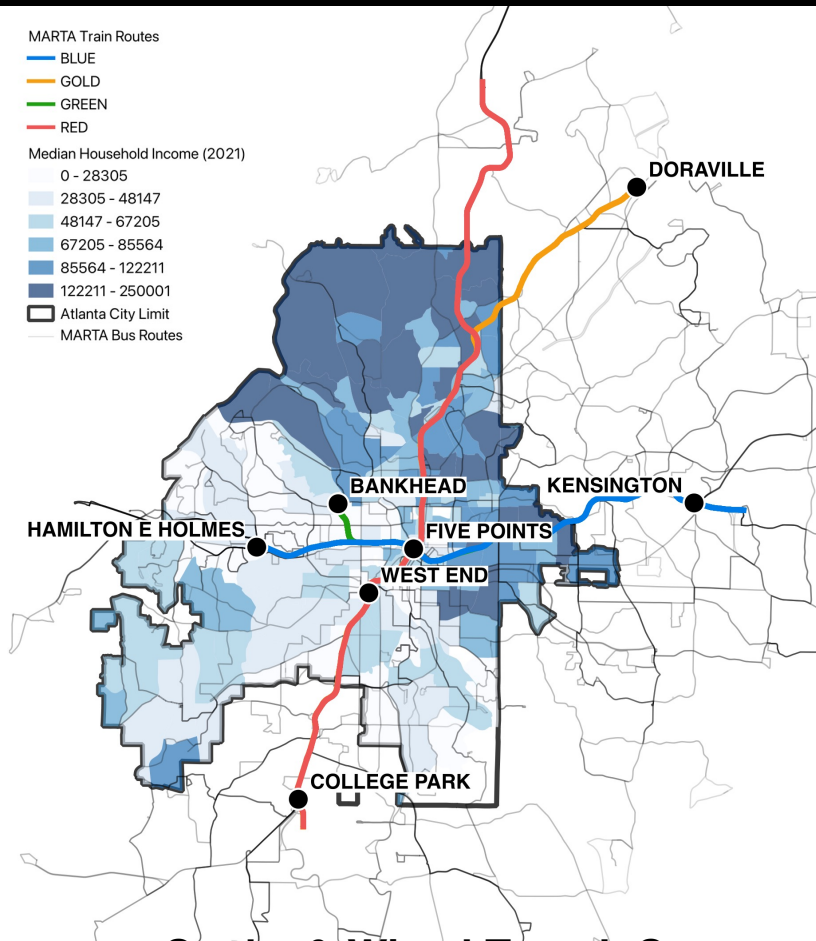 MARTA Train Routes
BLUE
GOLD
GREEN
RED
Median Household Income (2021)
0 - 28305
28305 - 48147
48147 - 67205
67205 - 85564
85564 - 122211
122211 - 250001
Atlanta City Limit
MARTA Bus Routes
DORAVILLE
BANKHEAD
KENSINGTON
HAMILTON E HOLMES
FIVE POINTS
WEST END
COLLEGE PARK